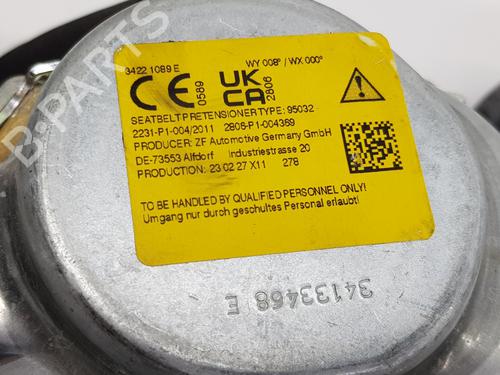 3422 1089 E
WY 008° / WX 000°
CE 0589
UK CA 2806
SEATBELT PRETENSIONER TYPE: 95032
2231-P1-004/2011 2806-P1-004369
PRODUCER: ZF Automotive Germany GmbH
DE-73553 Alfdorf Industriestrasse 20
PRODUCTION: 23 02 27 X11 278
TO BE HANDLED BY QUALIFIED PERSONNEL ONLY!
Umgang nur durch geschultes Personal erlaubt!
34133468 E
B-PARTS